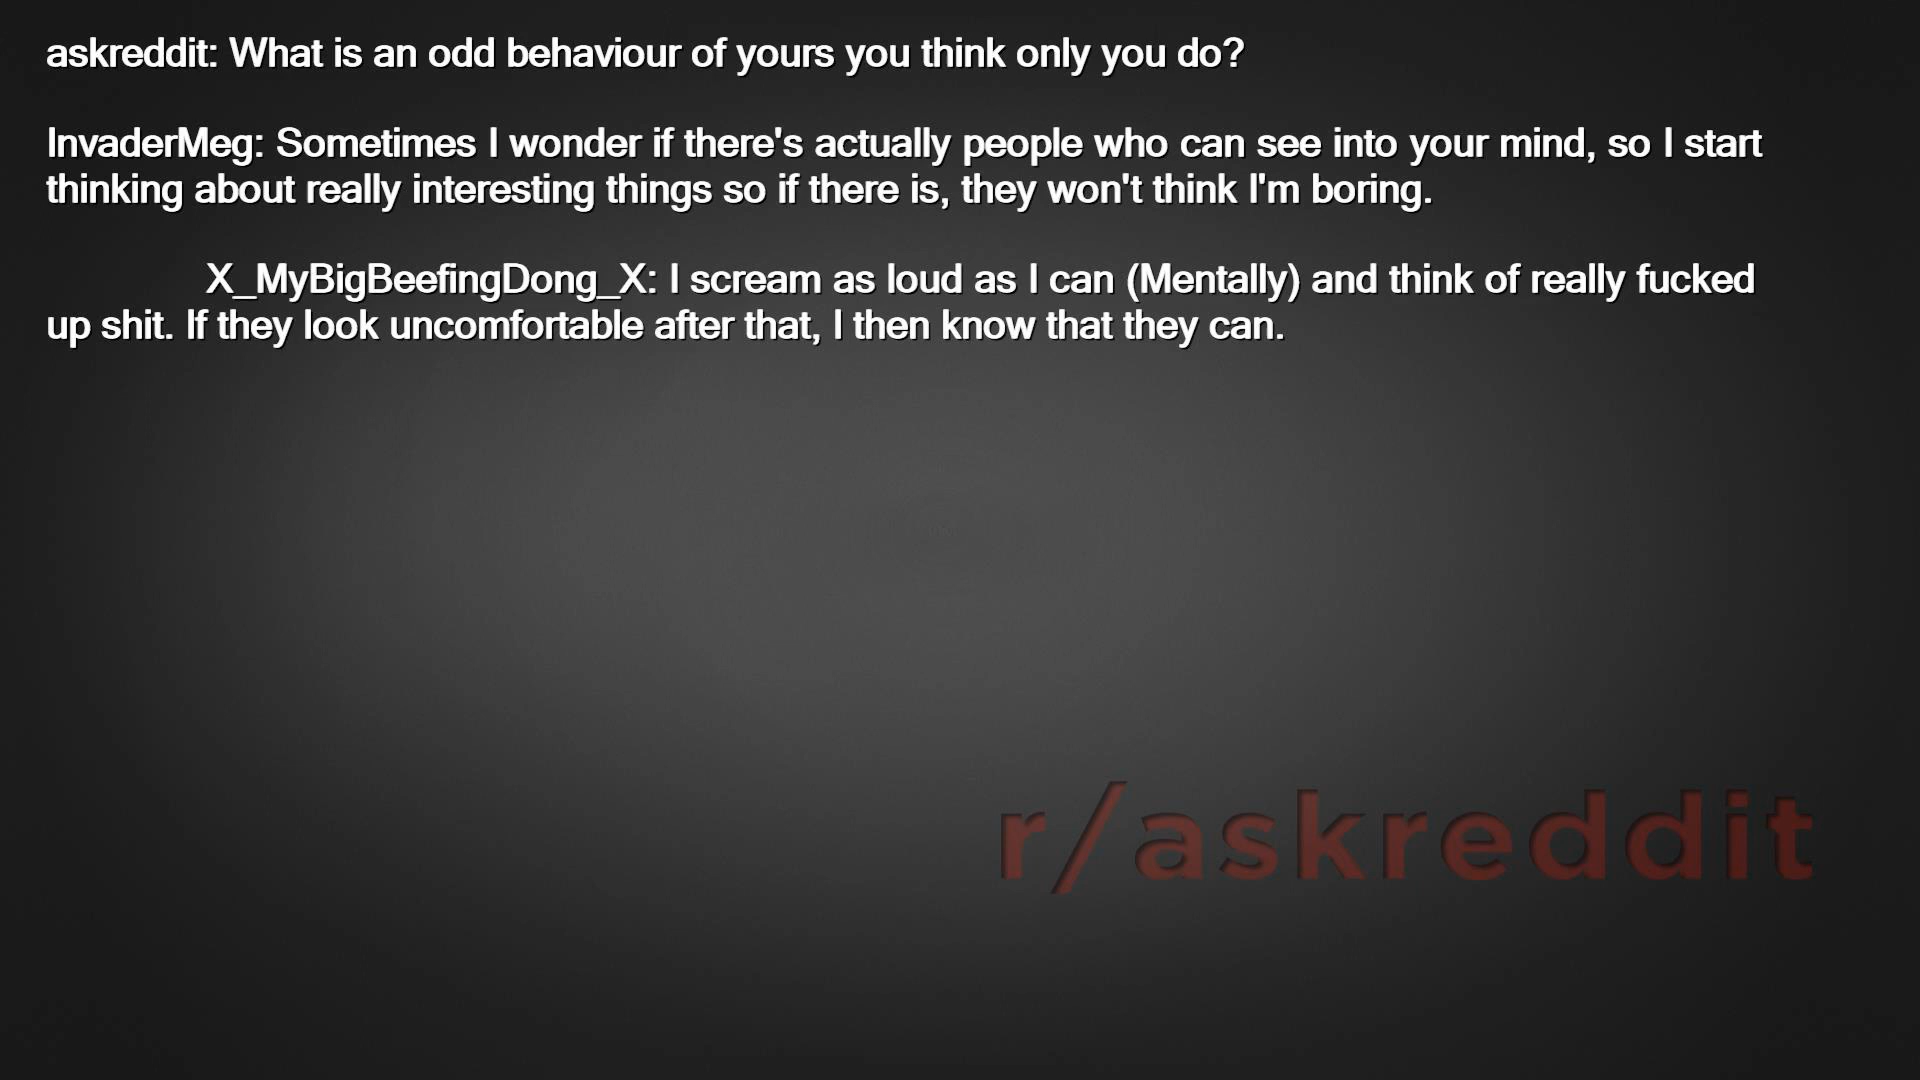 askreddit: What is an odd behaviour of yours you think only you do?
InvaderMeg: Sometimes I wonder if there's actually people who can see into your mind, so I start
thinking about really interesting things so if there is, they won't think I'm boring.
X_MyBigBeefingDong_X: I scream as loud as I can (Mentally) and think of really fucked
up shit. If they look uncomfortable after that, I then know that they can.
r/askreddit